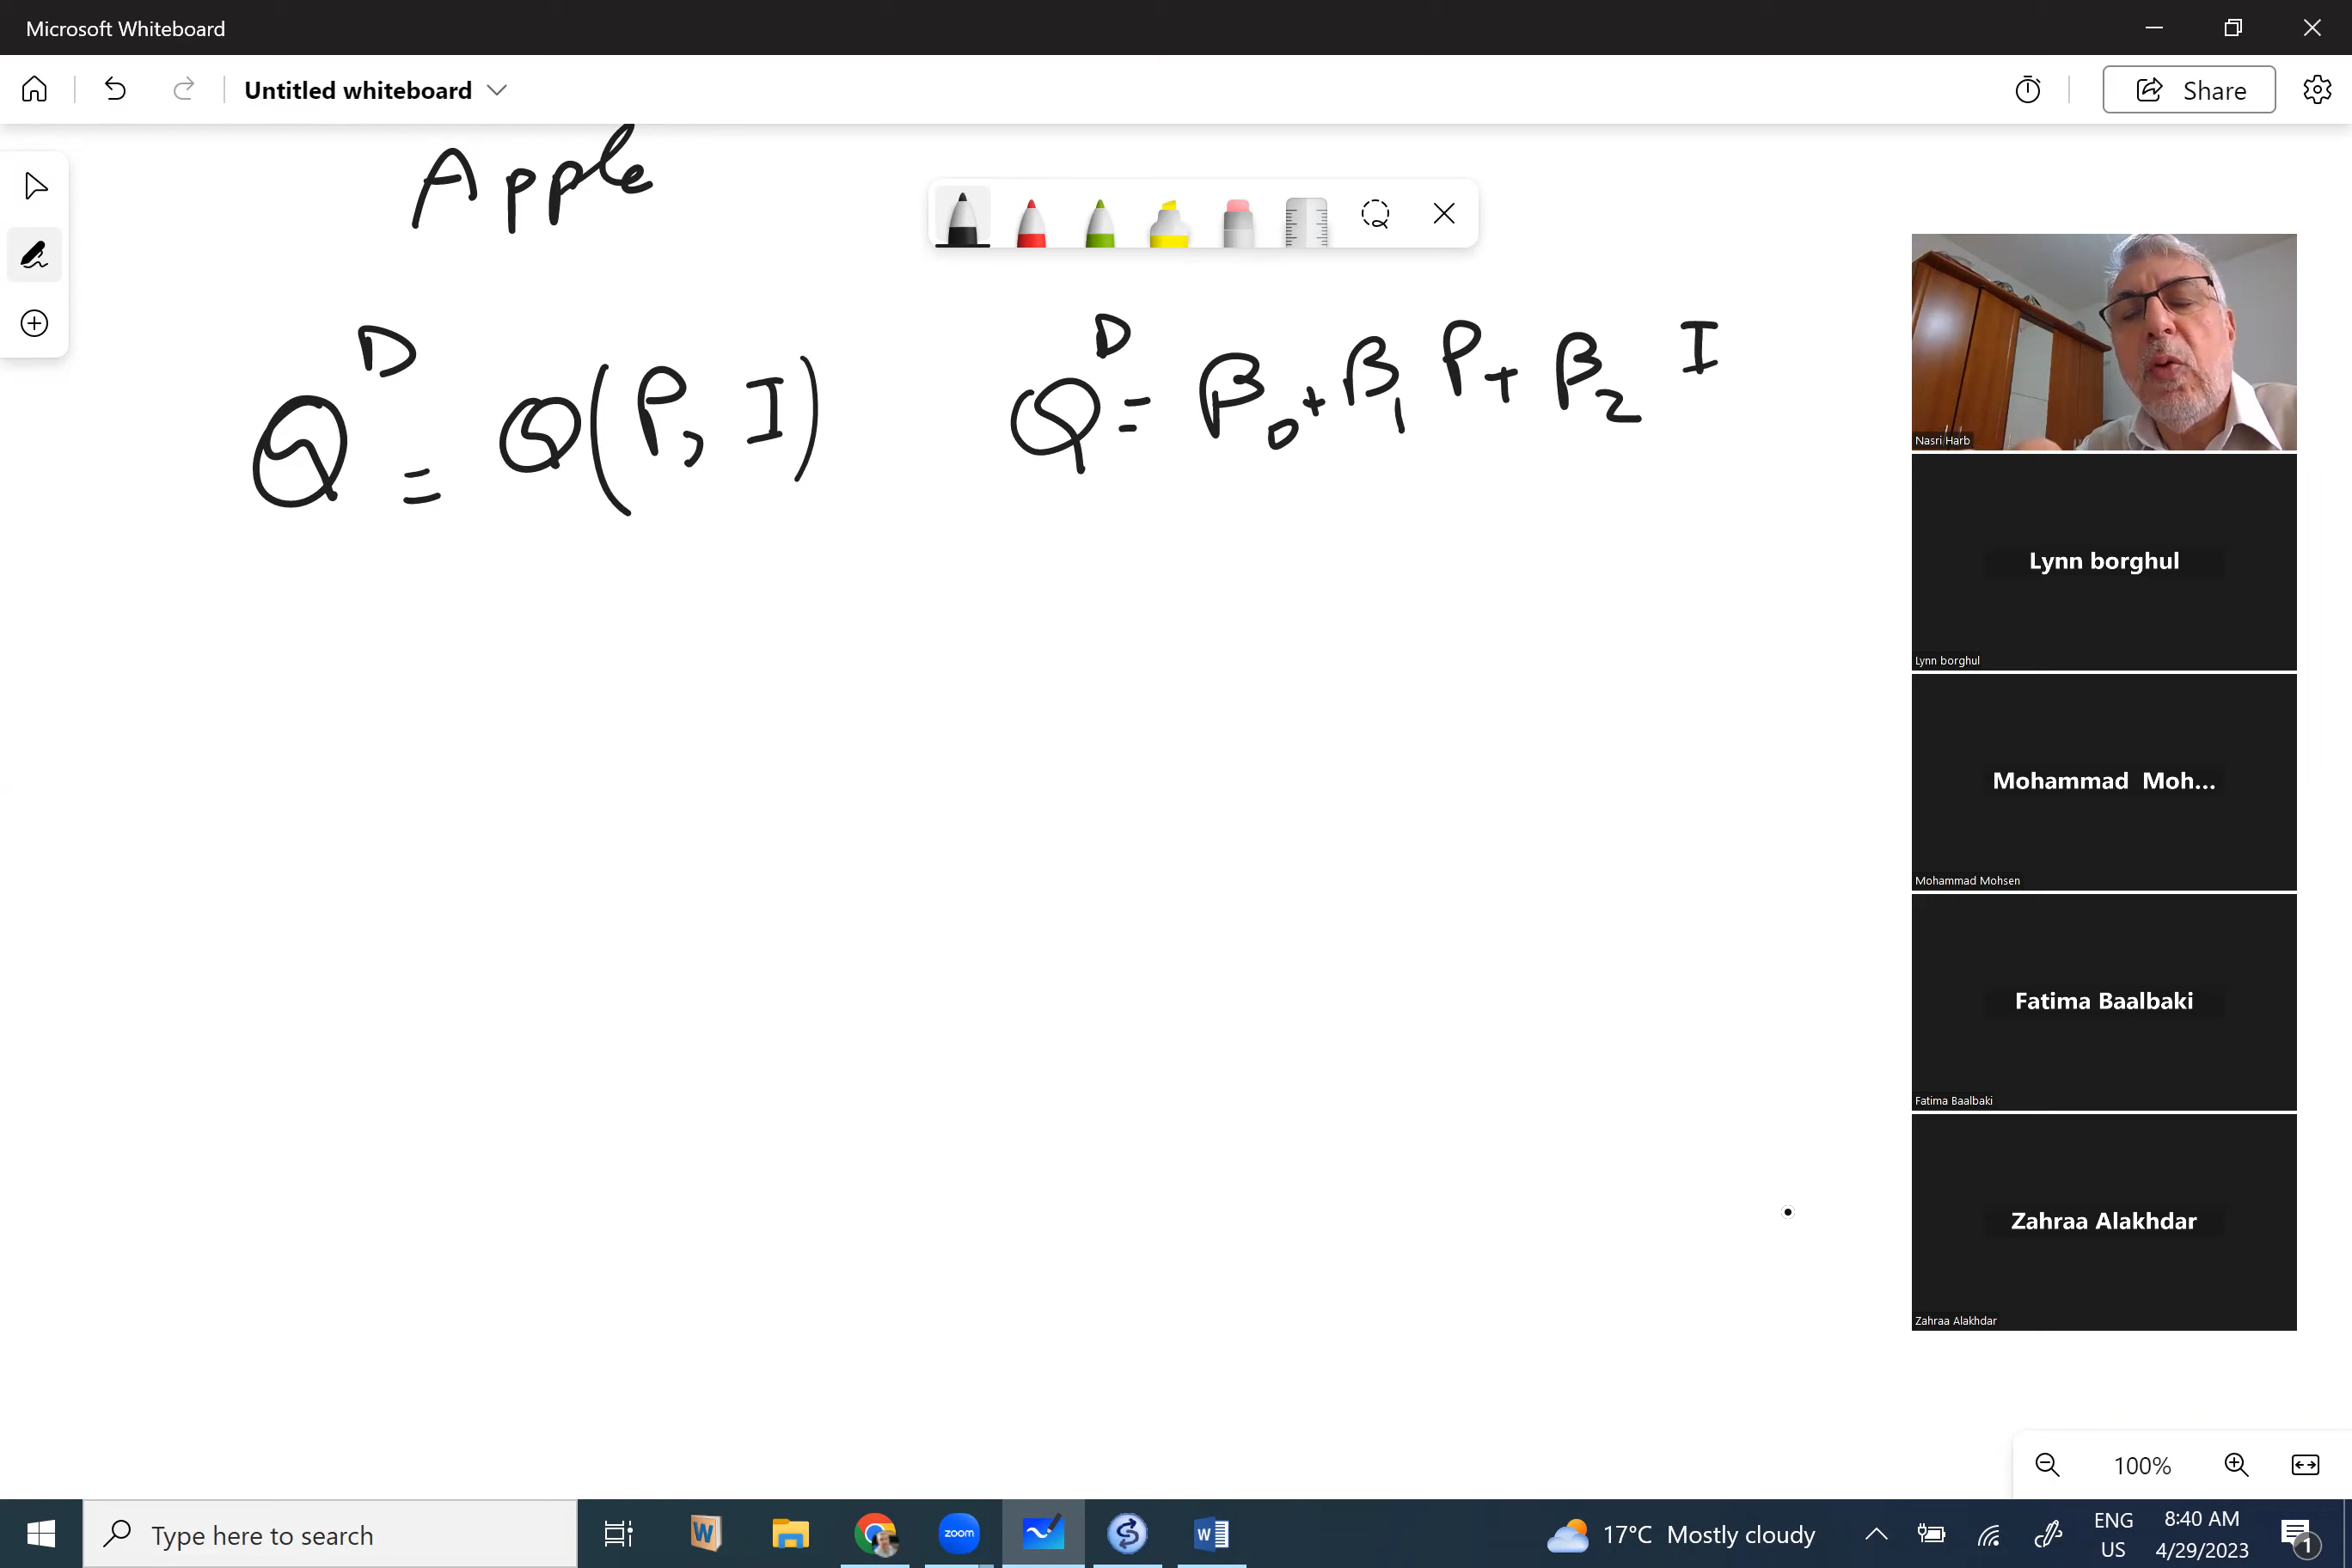 Microsoft Whiteboard
Untitled whiteboard
Share
Apple
Q^D = Q(P, I)
Q^D = β₀ + β₁ P + β₂ I
Nasri Harb
Lynn borghul
Lynn borghul
Mohammad Moh...
Mohammad Mohsen
Fatima Baalbaki
Fatima Baalbaki
Zahraa Alakhdar
Zahraa Alakhdar
100%
Type here to search
W
zoom
W
17°C Mostly cloudy
ENG
US
8:40 AM
4/29/2023
1